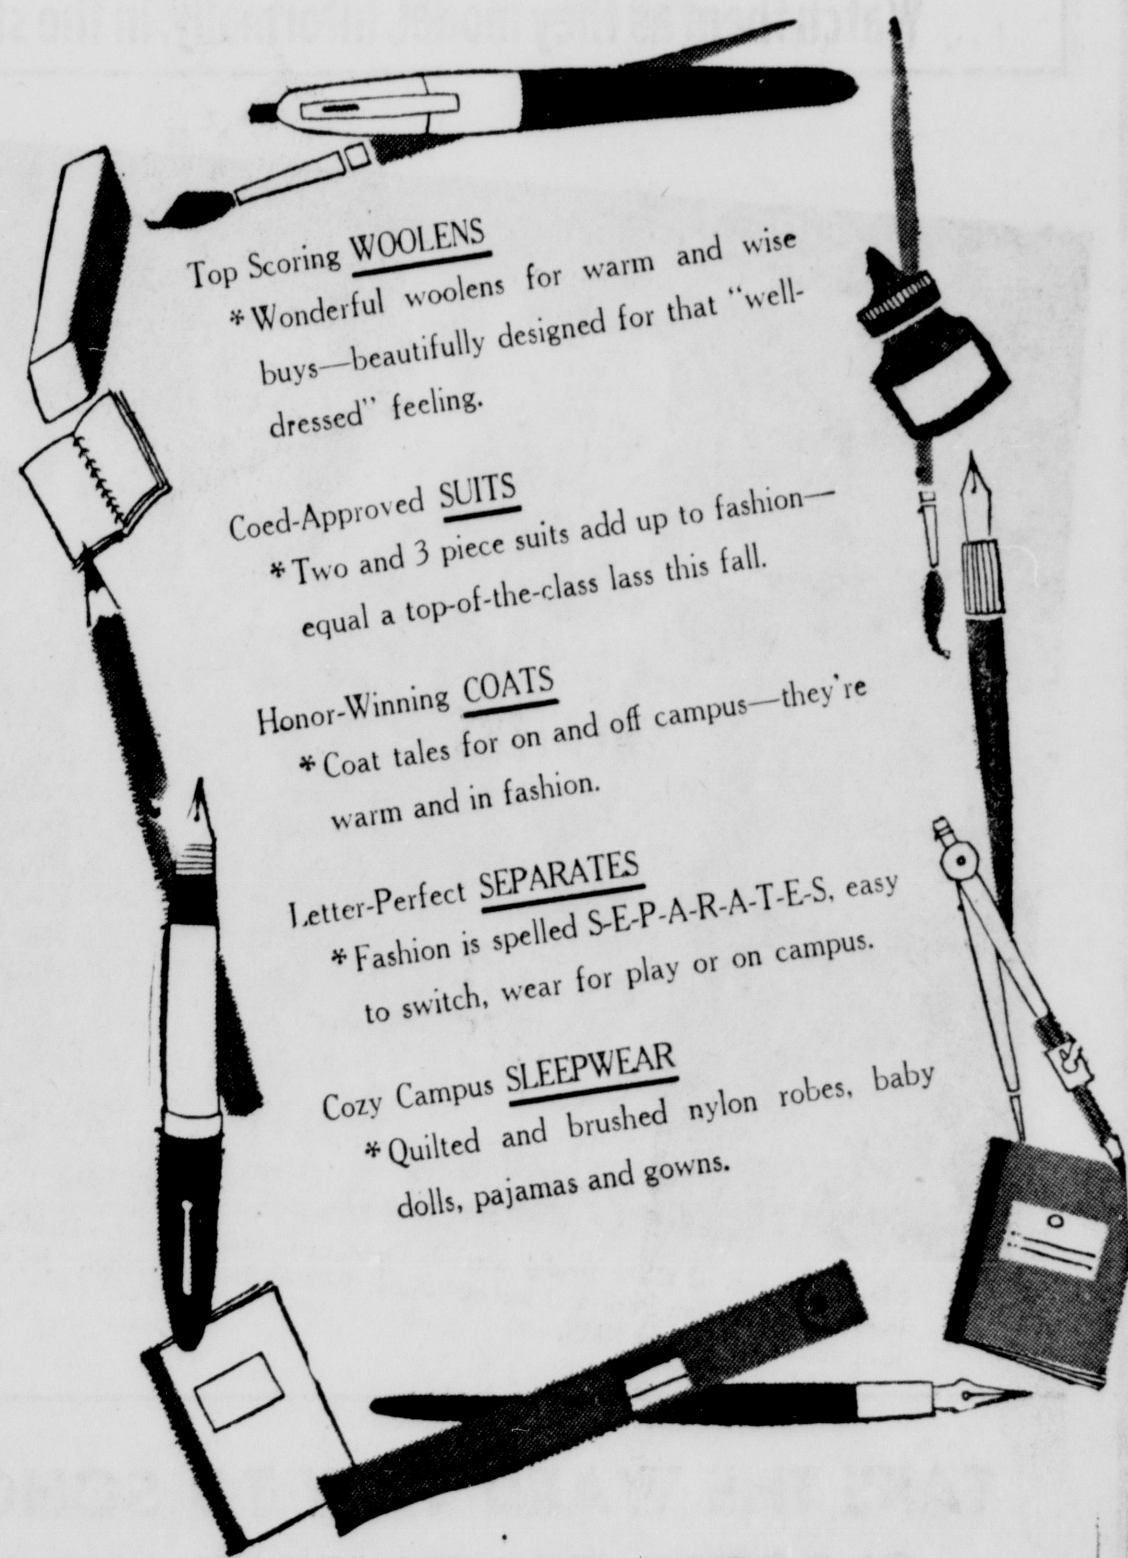 Top Scoring WOOLENS
*Wonderful woolens for warm and wise
buys—beautifully designed for that "well-
dressed" feeling.
Coed-Approved SUITS
*Two and 3 piece suits add up to fashion—
equal a top-of-the-class lass this fall.
Honor-Winning COATS
*Coat tales for on and off campus—they're
warm and in fashion.
Letter-Perfect SEPARATES
*Fashion is spelled S-E-P-A-R-A-T-E-S, easy
to switch, wear for play or on campus.
Cozy Campus SLEEPWEAR
*Quilted and brushed nylon robes, baby
dolls, pajamas and gowns.